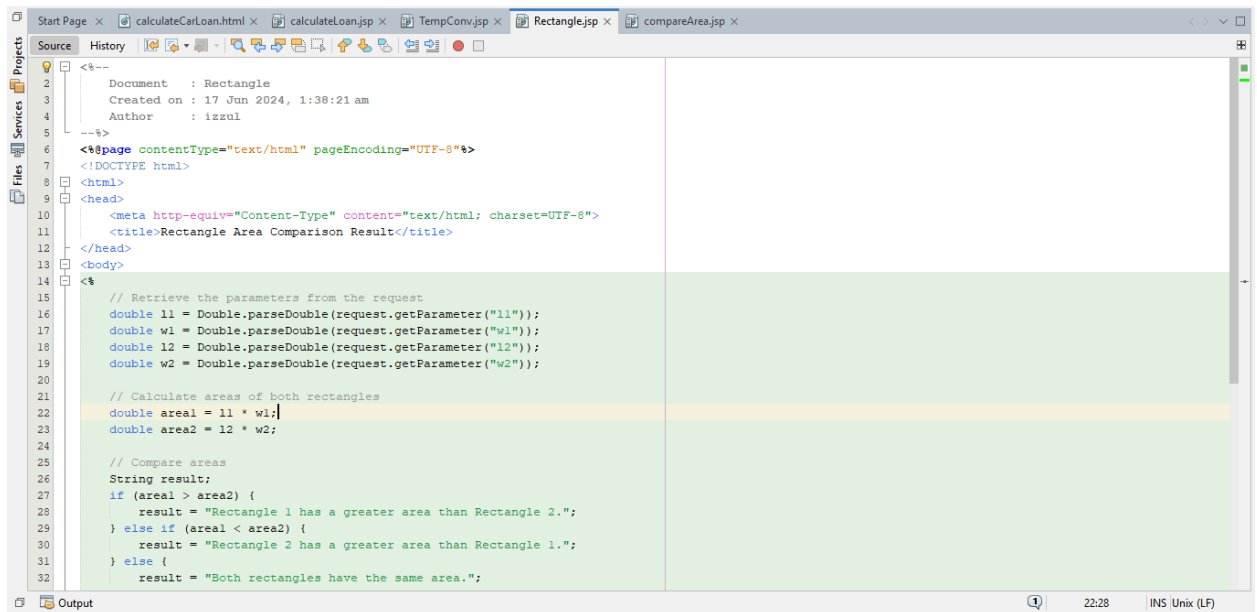 Start Page calculateCarLoan.html calculateLoan.jsp TempConv.jsp Rectangle.jsp compareArea.jsp
Source History
Projects
Services
Files
<%--
2 Document : Rectangle
3 Created on : 17 Jun 2024, 1:38:21 am
4 Author : izzul
5 --%>
6 <%@page contentType="text/html" pageEncoding="UTF-8"%>
7 <!DOCTYPE html>
8 <html>
9 <head>
10 <meta http-equiv="Content-Type" content="text/html; charset=UTF-8">
11 <title>Rectangle Area Comparison Result</title>
12 </head>
13 <body>
14 <%
15 // Retrieve the parameters from the request
16 double l1 = Double.parseDouble(request.getParameter("l1"));
17 double w1 = Double.parseDouble(request.getParameter("w1"));
18 double l2 = Double.parseDouble(request.getParameter("l2"));
19 double w2 = Double.parseDouble(request.getParameter("w2"));
20
21 // Calculate areas of both rectangles
22 double area1 = l1 * w1;
23 double area2 = l2 * w2;
24
25 // Compare areas
26 String result;
27 if (area1 > area2) {
28 result = "Rectangle 1 has a greater area than Rectangle 2.";
29 } else if (area1 < area2) {
30 result = "Rectangle 2 has a greater area than Rectangle 1.";
31 } else {
32 result = "Both rectangles have the same area.";
Output 1 22:28 INS Unix (LF)